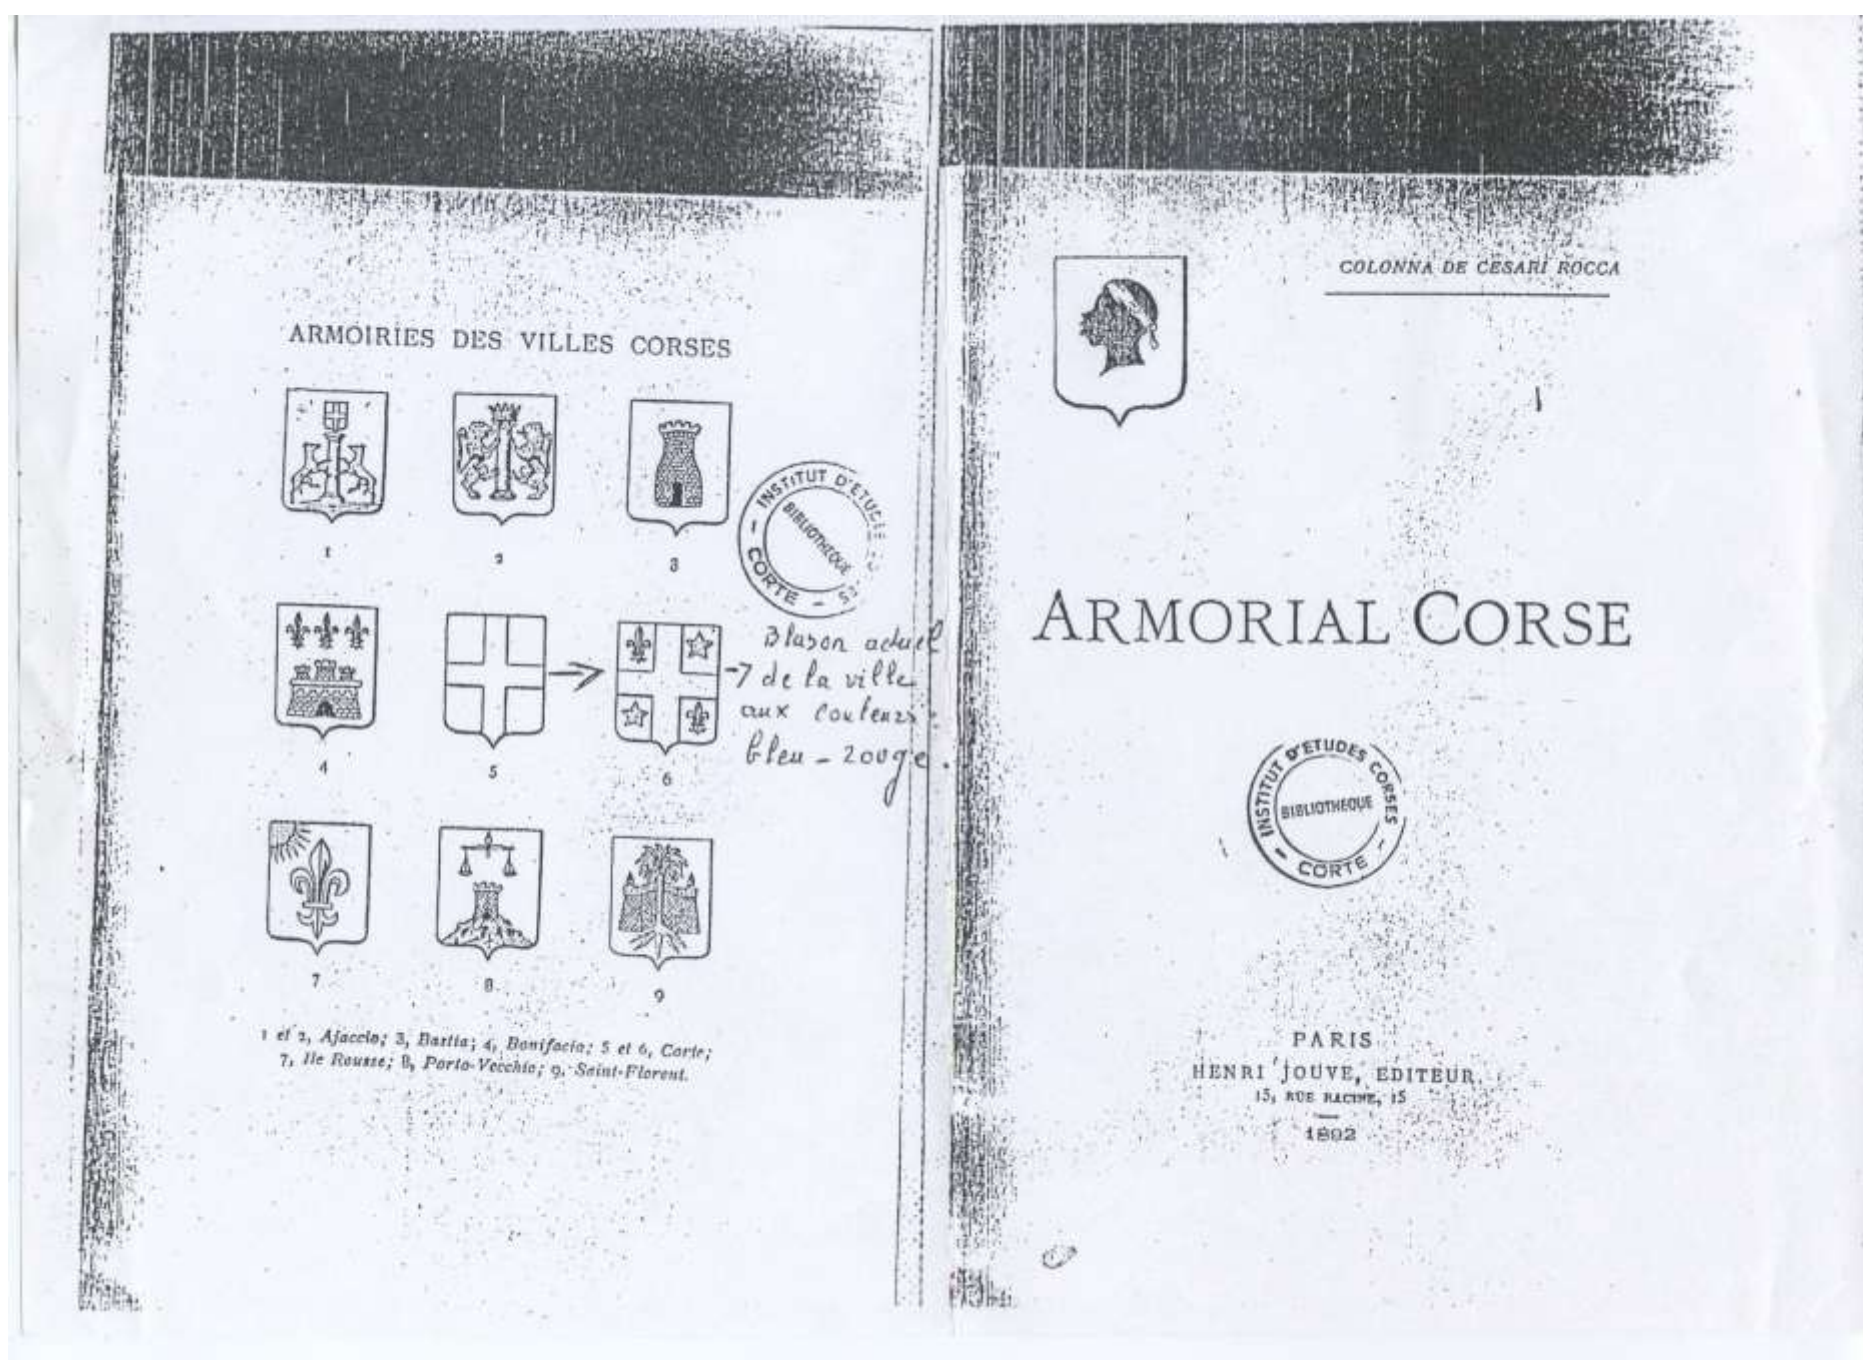 ARMOIRIES DES VILLES CORSES
1
2
3
INSTITUT D'ETUDES
BIBLIOTHEQUE
CORTE
4
5
6
Blason actuel
de la ville
aux couleurs
bleu - rouge.
7
8
9
1 et 2, Ajaccio; 3, Bastia; 4, Bonifacio; 5 et 6, Corte;
7, Ile Rousse; 8, Porto-Vecchio; 9, Saint-Florent.
COLONNA DE CESARI ROCCA
ARMORIAL CORSE
INSTITUT D'ETUDES CORSES
BIBLIOTHEQUE
- CORTE -
PARIS
HENRI JOUVE, EDITEUR
15, RUE RACINE, 15
1892